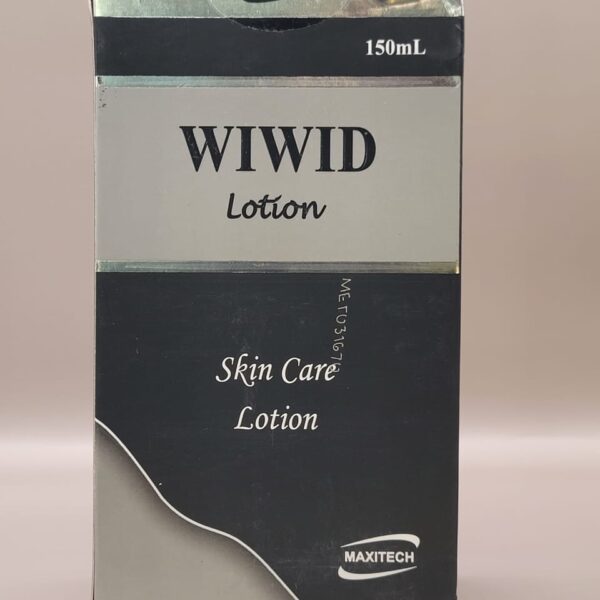 150mL
WIWID
Lotion
Skin Care
Lotion
MAXITECH